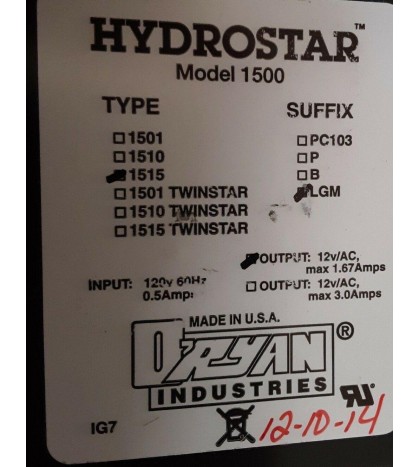 HYDROSTAR™
Model 1500
TYPE SUFFIX
1501 PC103
1510 P
1515 B
1501 TWINSTAR LGM
1510 TWINSTAR
1515 TWINSTAR
OUTPUT: 12v/AC,
max 1.67Amps
INPUT: 120v 60Hz OUTPUT: 12v/AC,
0.5Amp max 3.0Amps
MADE IN U.S.A.
ORYAN®
INDUSTRIES
IG7 12-10-14